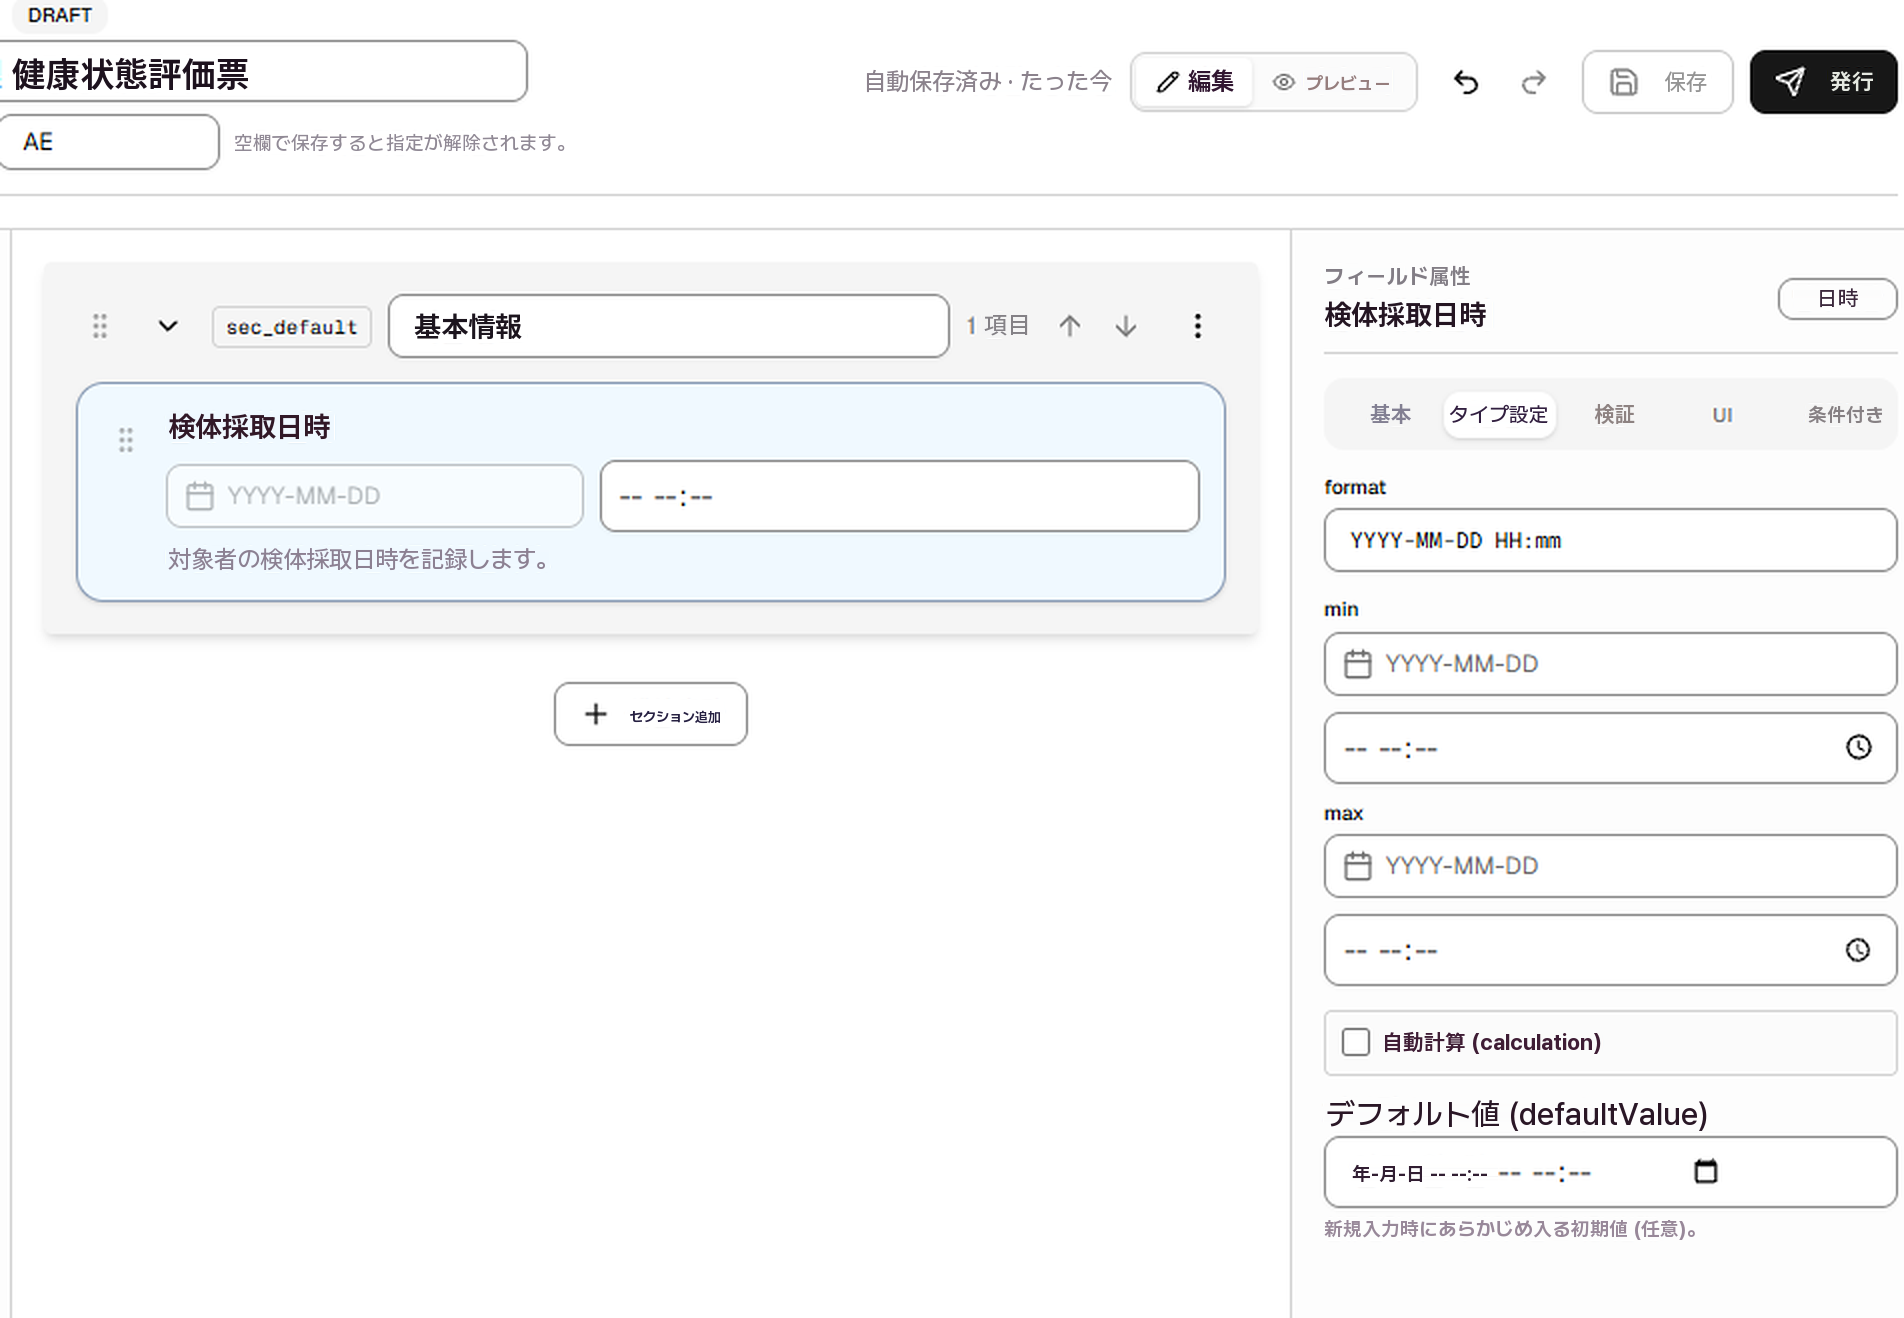 DRAFT
健康状態評価票
自動保存済み · たった今
編集
プレビュー
保存
発行
AE
空欄で保存すると指定が解除されます。
sec_default
基本情報
1 項目
検体採取日時
YYYY-MM-DD
-- --:--
対象者の検体採取日時を記録します。
セクション追加
フィールド属性
検体採取日時
日時
基本
タイプ設定
検証
UI
条件付き
format
YYYY-MM-DD HH:mm
min
YYYY-MM-DD
-- --:--
max
YYYY-MM-DD
-- --:--
自動計算 (calculation)
デフォルト値 (defaultValue)
年-月-日 -- --:-- -- --:--
新規入力時にあらかじめ入る初期値 (任意)。